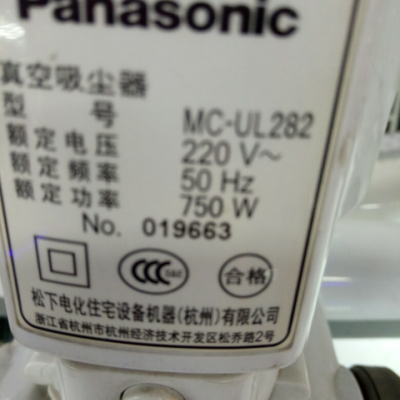 Panasonic
真空吸尘器
型 号 MC-UL282
额定电压 220 V~
额定频率 50 Hz
额定功率 750 W
No. 019663
CCC S&E 合格
松下电化住宅设备机器(杭州)有限公司
浙江省杭州市杭州经济技术开发区松乔路2号